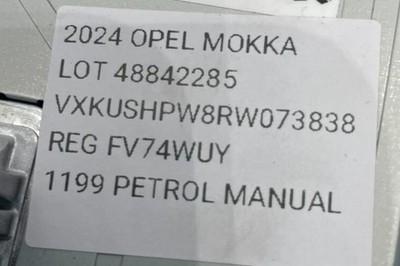 2024 OPEL MOKKA
LOT 48842285
VXKUSHPW8RW073838
REG FV74WUY
1199 PETROL MANUAL